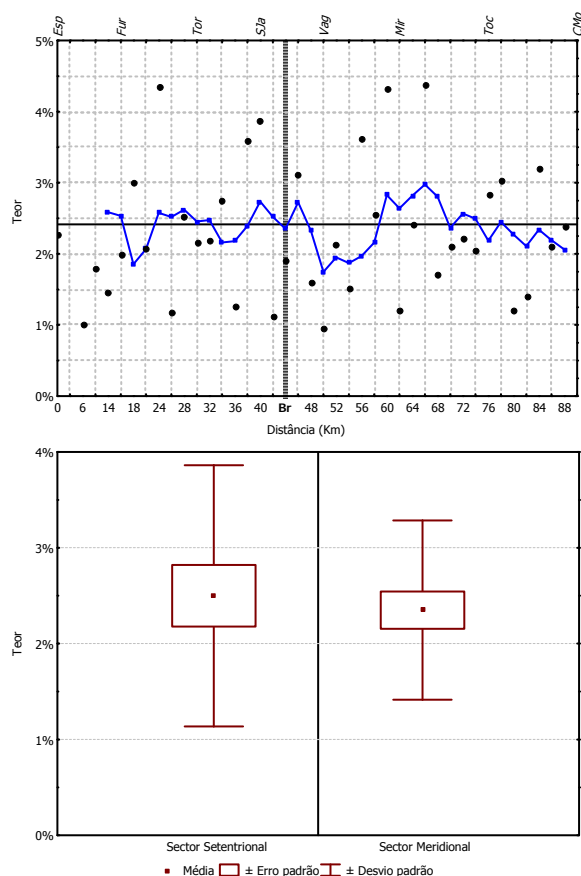 Esp Fur Tor SJa Vag Mir Toc CMo
5%
4%
3%
2%
1%
0%
Teor
0 6 10 14 18 24 28 32 36 40 Br 48 52 56 60 64 68 72 76 80 84 88
Distância (Km)
4%
3%
2%
1%
0%
Teor
Sector Setentrional Sector Meridional
Média ± Erro padrão ± Desvio padrão